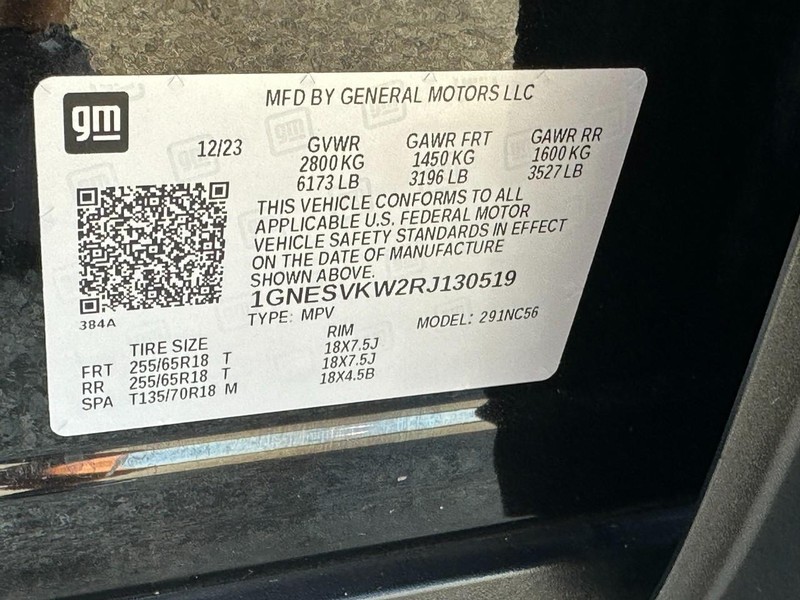 gm
MFD BY GENERAL MOTORS LLC
12/23
GVWR GAWR FRT GAWR RR
2800 KG 1450 KG 1600 KG
6173 LB 3196 LB 3527 LB
THIS VEHICLE CONFORMS TO ALL
APPLICABLE U.S. FEDERAL MOTOR
VEHICLE SAFETY STANDARDS IN EFFECT
ON THE DATE OF MANUFACTURE
SHOWN ABOVE.
1GNESVKW2RJ130519
384A
TYPE: MPV MODEL: 291NC56
TIRE SIZE RIM
FRT 255/65R18 T 18X7.5J
RR 255/65R18 T 18X7.5J
SPA T135/70R18 M 18X4.5B